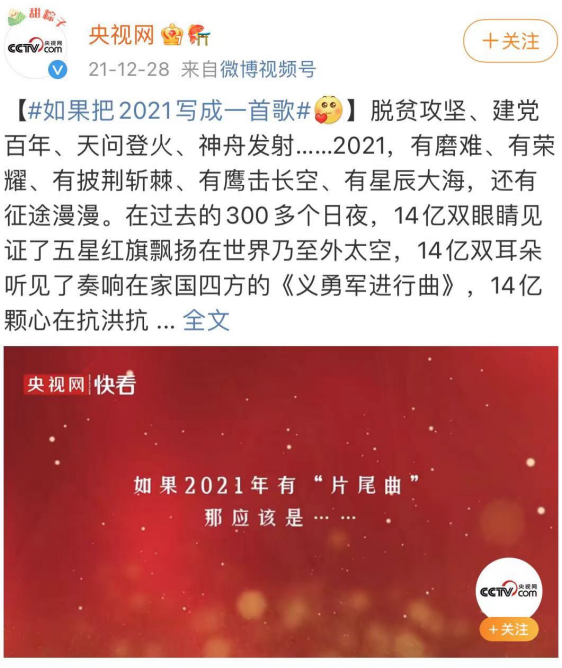 甜粽子
CCTV.com 央视网
央视网
+关注
21-12-28 来自微博视频号
【#如果把2021写成一首歌#】脱贫攻坚、建党
百年、天问登火、神舟发射......2021，有磨难、有荣
耀、有披荆斩棘、有鹰击长空、有星辰大海，还有
征途漫漫。在过去的300多个日夜，14亿双眼睛见
证了五星红旗飘扬在世界乃至外太空，14亿双耳朵
听见了奏响在家国四方的《义勇军进行曲》，14亿
颗心在抗洪抗 ... 全文
央视网|快看
如果2021年有“片尾曲”
那应该是……
CCTV.com 央视网
+关注